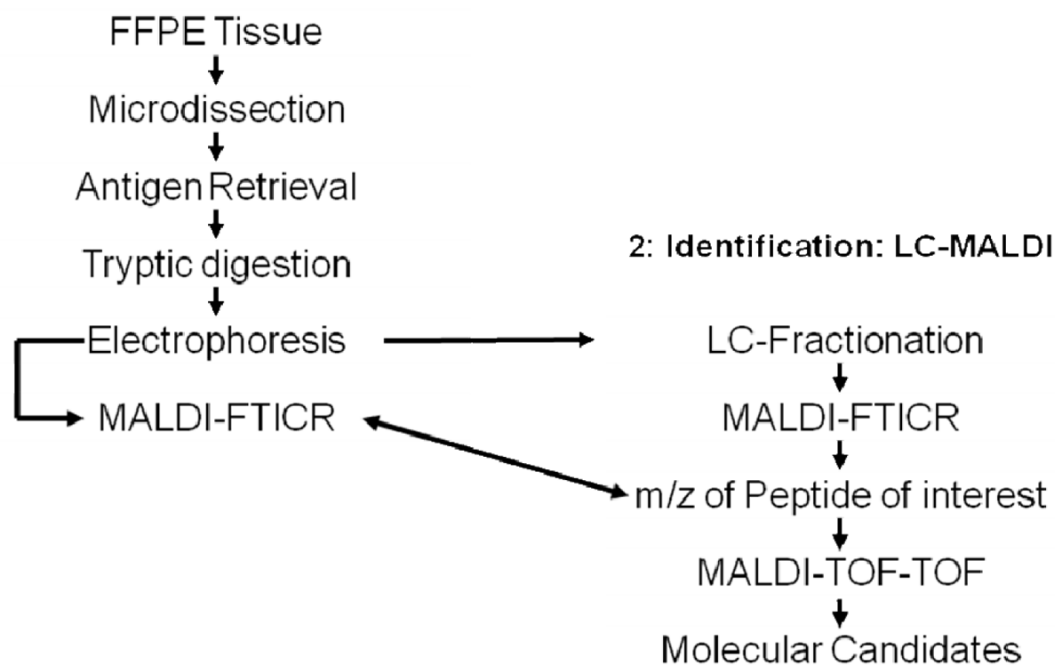 FFPE Tissue
Microdissection
Antigen Retrieval
Tryptic digestion
Electrophoresis
MALDI-FTICR
2: Identification: LC-MALDI
LC-Fractionation
MALDI-FTICR
m/z of Peptide of interest
MALDI-TOF-TOF
Molecular Candidates